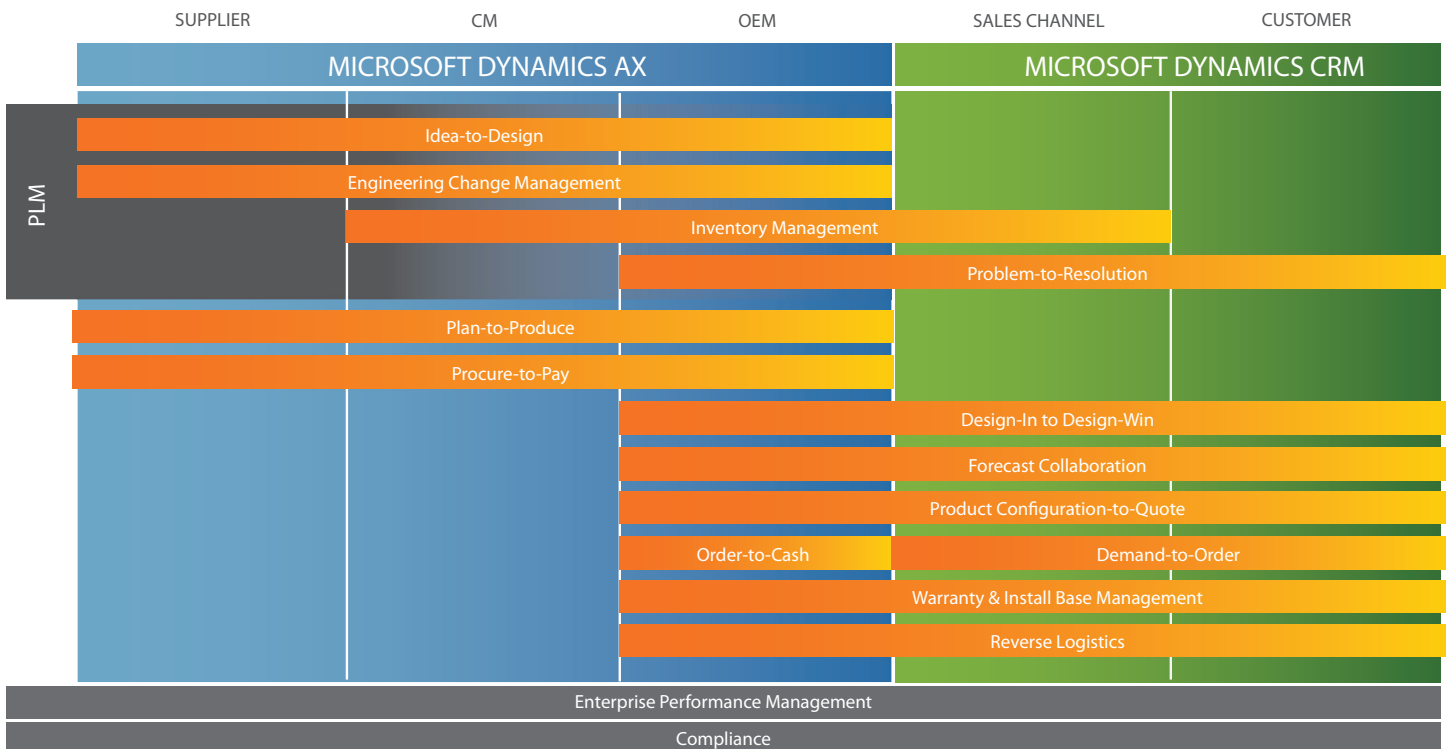 SUPPLIER CM OEM SALES CHANNEL CUSTOMER
MICROSOFT DYNAMICS AX MICROSOFT DYNAMICS CRM
PLM
Idea-to-Design
Engineering Change Management
Inventory Management
Problem-to-Resolution
Plan-to-Produce
Procure-to-Pay
Design-In to Design-Win
Forecast Collaboration
Product Configuration-to-Quote
Order-to-Cash Demand-to-Order
Warranty & Install Base Management
Reverse Logistics
Enterprise Performance Management
Compliance